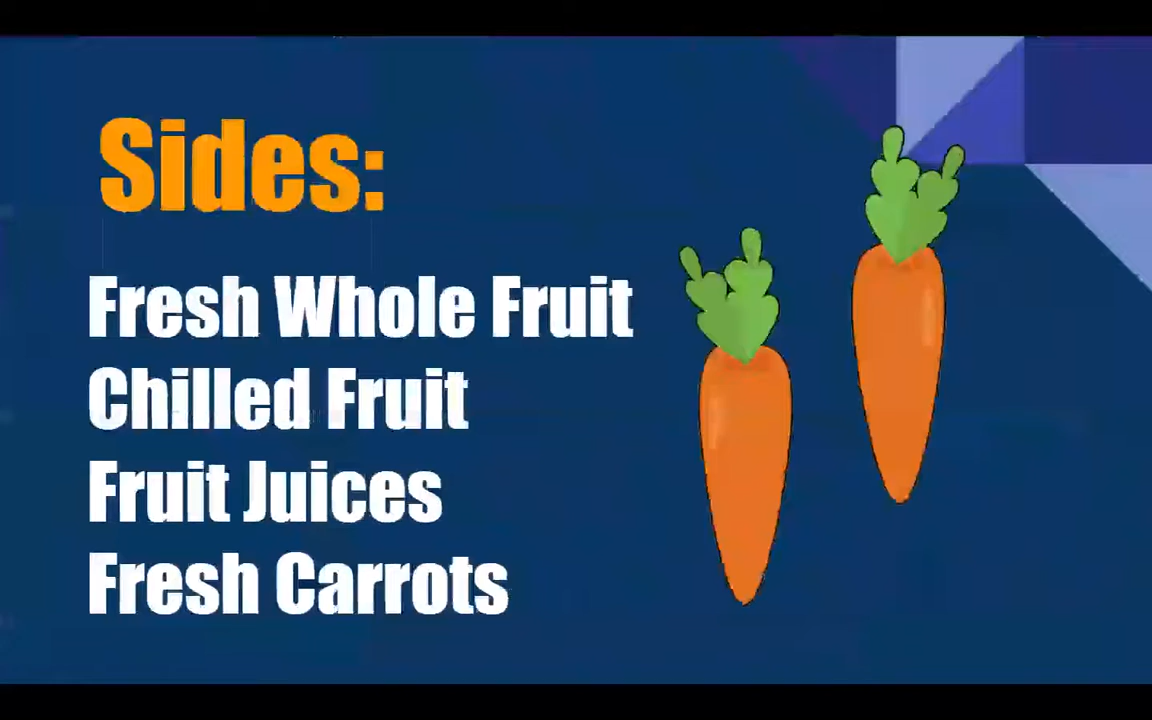 Sides:
Fresh Whole Fruit
Chilled Fruit
Fruit Juices
Fresh Carrots